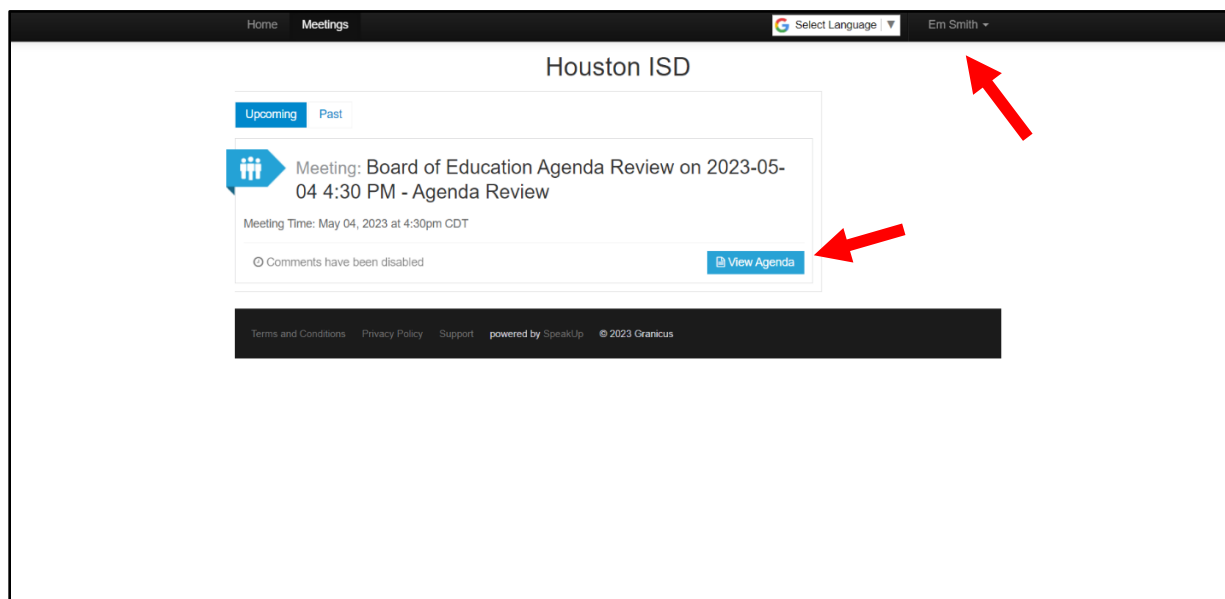 Home Meetings Select Language ▼ Em Smith
Houston ISD
Upcoming Past
Meeting: Board of Education Agenda Review on 2023-05-
04 4:30 PM - Agenda Review
Meeting Time: May 04, 2023 at 4:30pm CDT
Comments have been disabled View Agenda
Terms and Conditions Privacy Policy Support powered by SpeakUp © 2023 Granicus